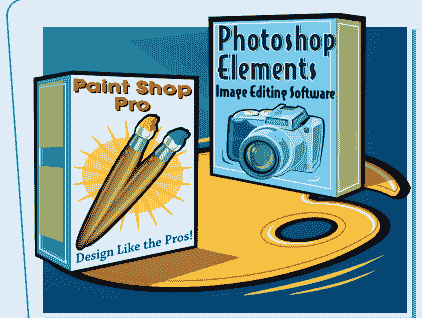 Photoshop
Elements
Image Editing Software
Paint Shop
Pro
Design Like the Pros!